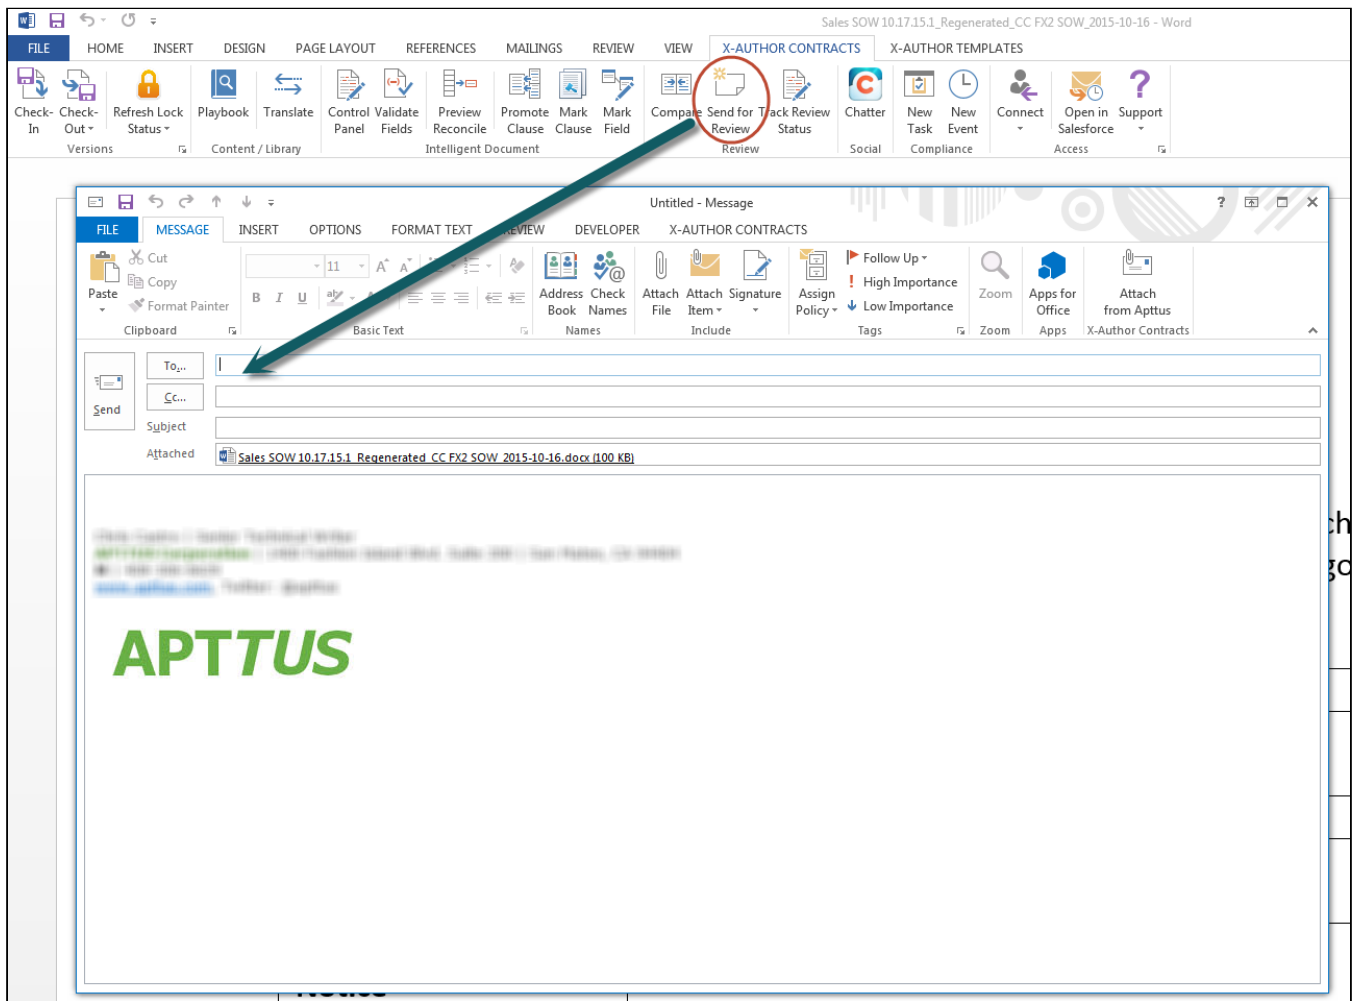 Sales SOW 10.17.15.1_Regenerated_CC FX2 SOW_2015-10-16 - Word
FILE HOME INSERT DESIGN PAGE LAYOUT REFERENCES MAILINGS REVIEW VIEW X-AUTHOR CONTRACTS X-AUTHOR TEMPLATES
Check- Check- Refresh Lock Playbook Translate Control Validate Preview Promote Mark Mark Compare Send for Track Review Chatter New New Connect Open in Support
In Out Status Panel Fields Reconcile Clause Clause Field Review Status Task Event Salesforce
Versions Content / Library Intelligent Document Review Social Compliance Access
Untitled - Message
FILE MESSAGE INSERT OPTIONS FORMAT TEXT REVIEW DEVELOPER X-AUTHOR CONTRACTS
Cut Follow Up
11
Copy High Importance
Paste Address Check Attach Attach Signature Assign Zoom Apps for Attach
Format Painter B I U Book Names File Item Policy Low Importance Office from Apttus
Clipboard Basic Text Names Include Tags Zoom Apps X-Author Contracts
To...
Cc...
Send
Subject
Attached Sales SOW 10.17.15.1_Regenerated_CC FX2 SOW_2015-10-16.docx (100 KB)
ch
go
APTTUS
Notice